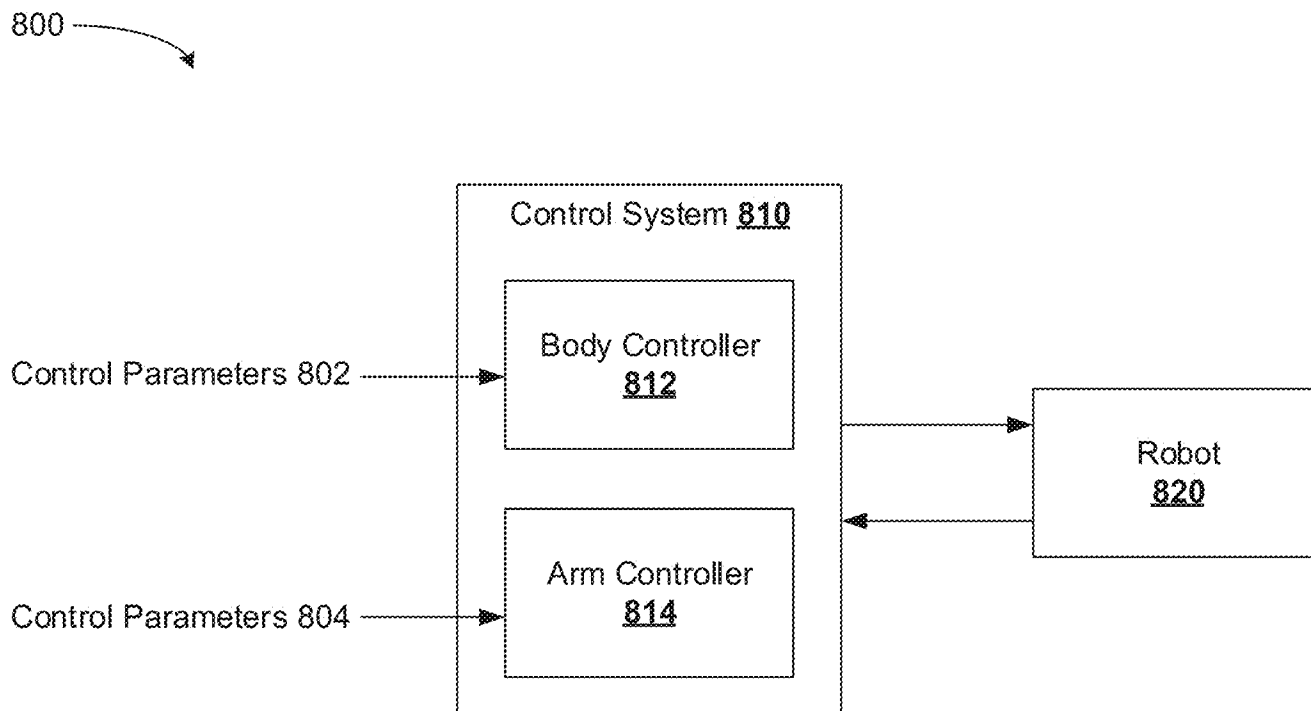 800
Control System 810
Body Controller
812
Control Parameters 802
Robot
820
Arm Controller
814
Control Parameters 804